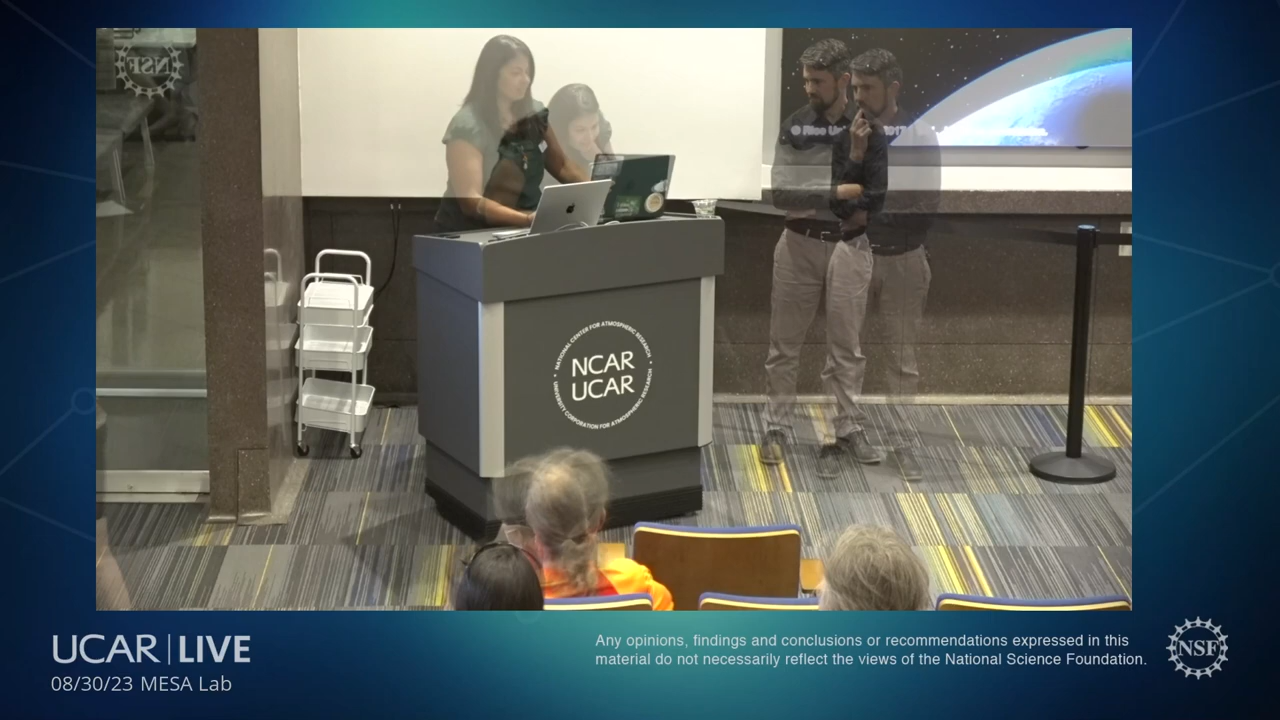 NSF
© Rice Un
NATIONAL CENTER FOR ATMOSPHERIC RESEARCH
NCAR
UCAR
UNIVERSITY CORPORATION FOR ATMOSPHERIC RESEARCH
UCAR | LIVE
08/30/23 MESA Lab
Any opinions, findings and conclusions or recommendations expressed in this
material do not necessarily reflect the views of the National Science Foundation.
NSF